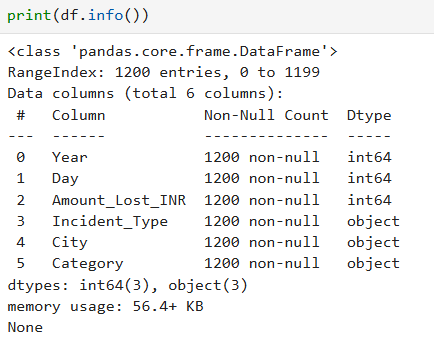 print(df.info())
<class 'pandas.core.frame.DataFrame'>
RangeIndex: 1200 entries, 0 to 1199
Data columns (total 6 columns):
 #   Column           Non-Null Count  Dtype
---  ------           --------------  -----
 0   Year             1200 non-null   int64
 1   Day              1200 non-null   int64
 2   Amount_Lost_INR  1200 non-null   int64
 3   Incident_Type    1200 non-null   object
 4   City             1200 non-null   object
 5   Category         1200 non-null   object
dtypes: int64(3), object(3)
memory usage: 56.4+ KB
None